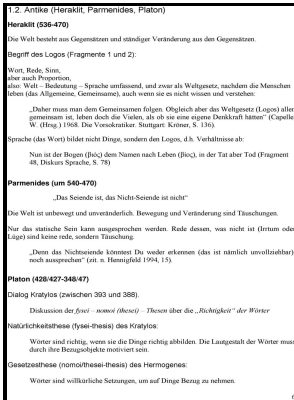 1.2. Antike (Heraklit, Parmenides, Platon)
Heraklit (536-470)
Die Welt besteht aus Gegensätzen und ständiger Veränderung aus den Gegensätzen.
Begriff des Logos (Fragmente 1 und 2):
Wort, Rede, Sinn,
aber auch Proportion,
also: Welt – Bedeutung – Sprache umfassend, und zwar als Weltgesetz, nachdem die Menschen
leben (das Allgemeine, Gemeinsame), auch wenn sie es nicht wissen und verstehen:
„Daher muss man dem Gemeinsamen folgen. Obgleich aber das Weltgesetz (Logos) aller
gemeinsam ist, leben doch die Vielen, als ob sie eine eigene Denkkraft hätten" (Capelle
W. (Hrsg.) 1968. Die Vorsokratiker. Stuttgart: Kröner, S. 136).
Sprache (das Wort) bildet nicht Dinge, sondern den Logos, d.h. Verhältnisse ab:
Nun ist der Bogen (βιός) dem Namen nach Leben (βίος), in der Tat aber Tod (Fragment
48, Diskurs Sprache, S. 78)
Parmenides (um 540-470)
„Das Seiende ist, das Nicht-Seiende ist nicht"
Die Welt ist unbewegt und unveränderlich. Bewegung und Veränderung sind Täuschungen.
Nur das statische Sein kann ausgesprochen werden. Rede dessen, was nicht ist (Irrtum oder
Lüge) sind keine rede, sondern Täuschung.
„Denn das Nichtseiende könntest Du weder erkennen (das ist nämlich unvollziehbar)
noch aussprechen" (zit. n. Hennigfeld 1994, 15).
Platon (428/427-348/47)
Dialog Kratylos (zwischen 393 und 388).
Diskussion der fysei – nomoi (thesei) – Thesen über die „Richtigkeit" der Wörter
Natürlichkeitsthese (fysei-thesis) des Kratylos:
Wörter sind richtig, wenn sie die Dinge richtig abbilden. Die Lautgestalt der Wörter muss
durch ihre Bezugsobjekte motiviert sein.
Gesetzesthese (nomoi/thesei-thesis) des Hermogenes:
Wörter sind willkürliche Setzungen, um auf Dinge Bezug zu nehmen.